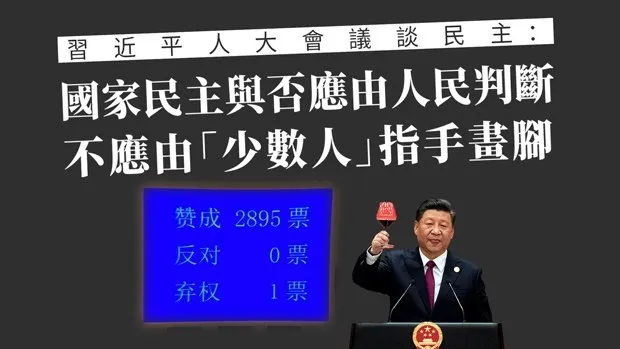 習近平人大會議談民主：
國家民主與否應由人民判斷
不應由「少數人」指手畫腳
赞成 2895 票
反对 0 票
弃权 1 票